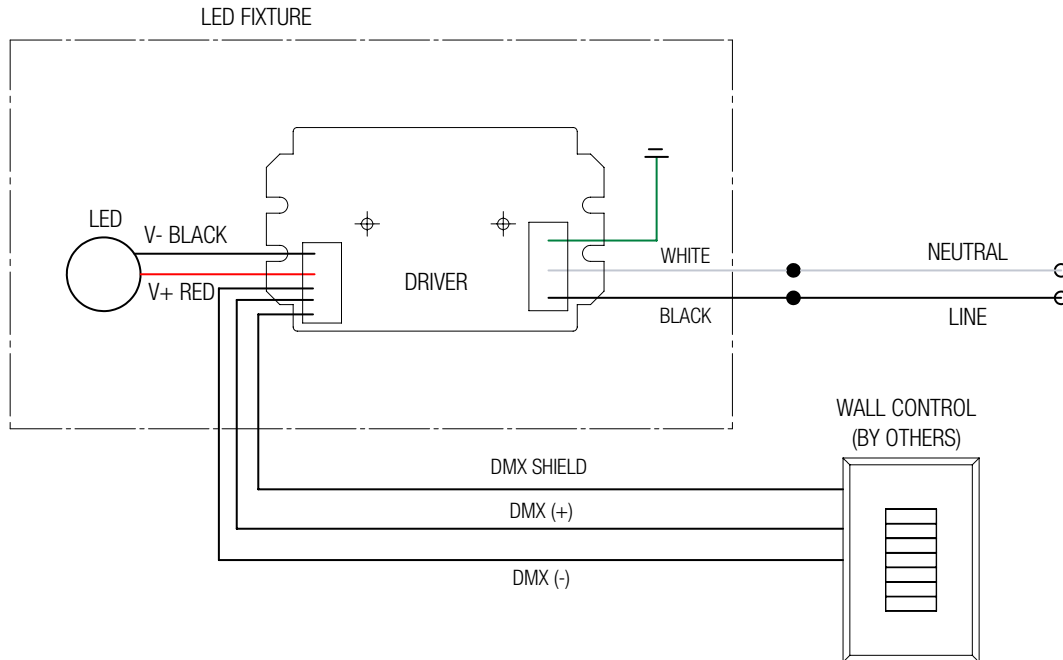 LED FIXTURE
LED
V- BLACK
V+ RED
DRIVER
WHITE
BLACK
NEUTRAL
LINE
WALL CONTROL
(BY OTHERS)
DMX SHIELD
DMX (+)
DMX (-)